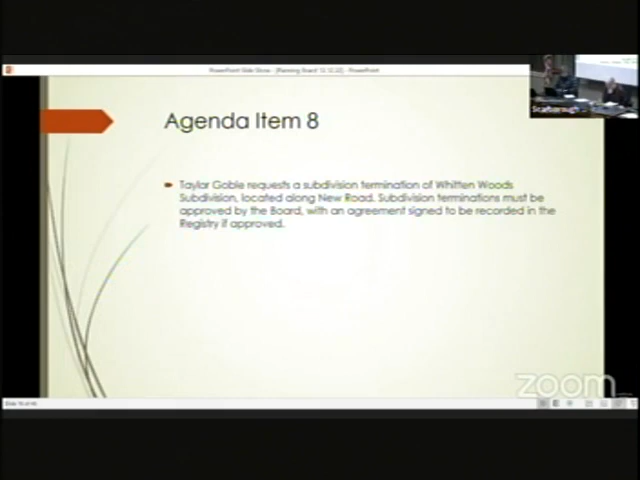 Agenda Item 8
Taylor Goble requests a subdivision termination of Whitten Woods
Subdivision, located along New Road. Subdivision terminations must be
approved by the Board, with an agreement signed to be recorded in the
Registry if approved.
zoom